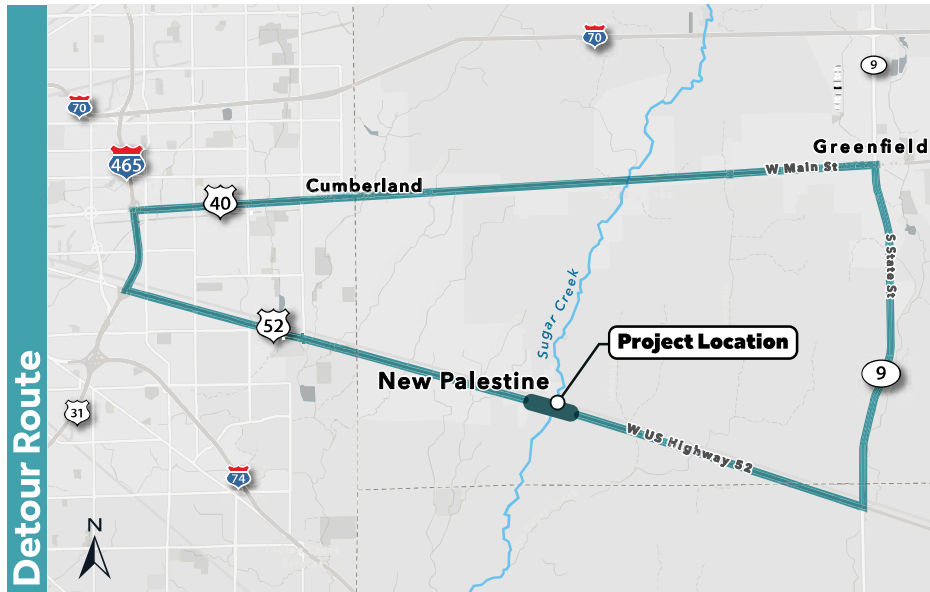 Detour Route
70
70
9
465
Greenfield
W Main St
Cumberland
40
S State St
Sugar Creek
52
Project Location
9
New Palestine
31
W US Highway 52
74
N